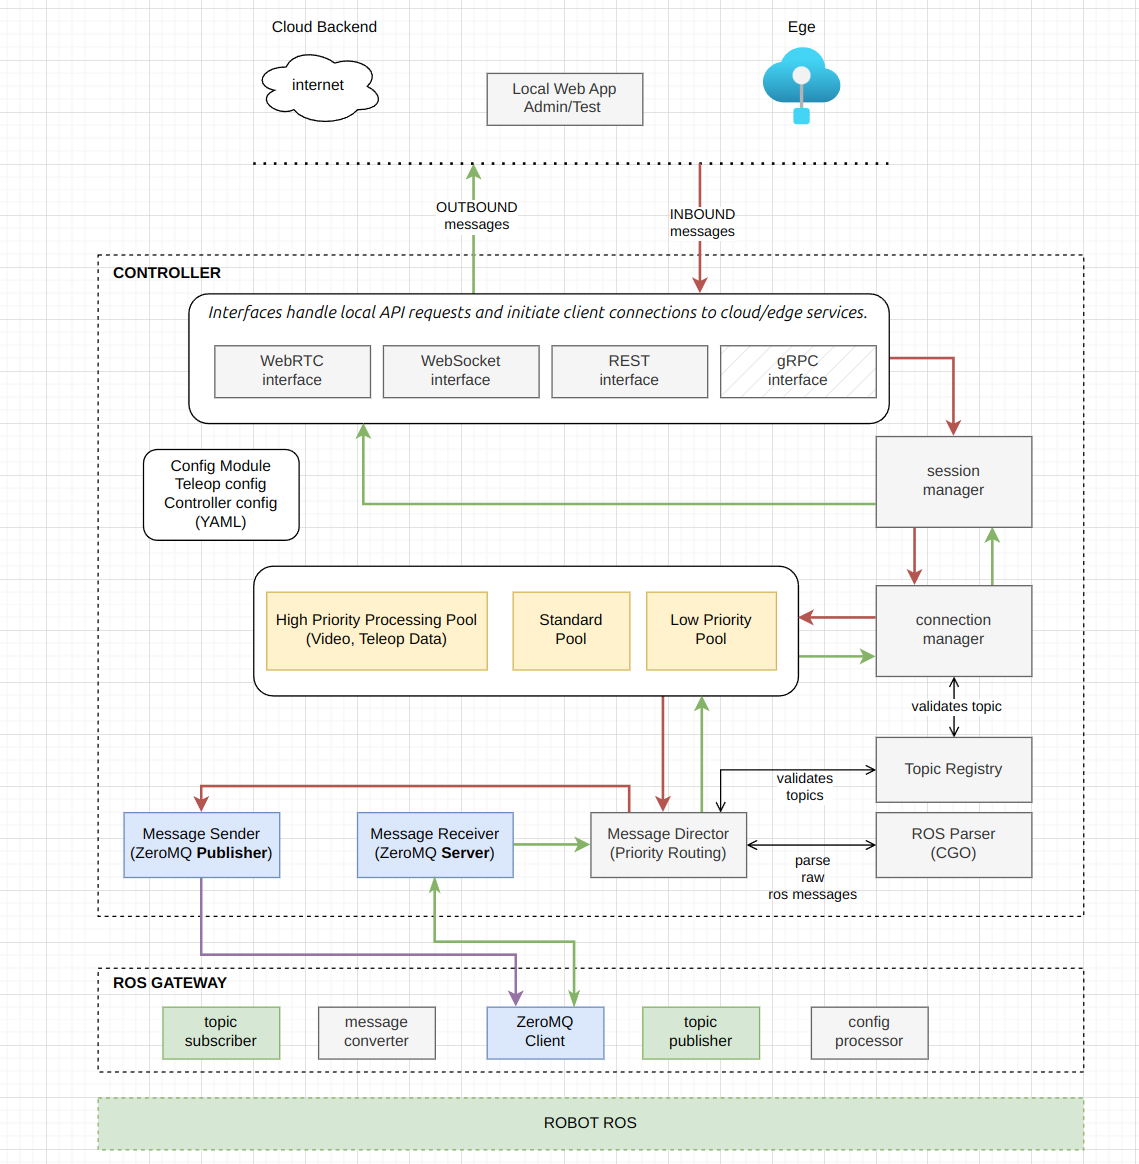 Cloud Backend
Ege
internet
Local Web App
Admin/Test
OUTBOUND
messages
INBOUND
messages
CONTROLLER
Interfaces handle local API requests and initiate client connections to cloud/edge services.
WebRTC
interface
WebSocket
interface
REST
interface
gRPC
interface
Config Module
Teleop config
Controller config
(YAML)
session
manager
High Priority Processing Pool
(Video, Teleop Data)
Standard
Pool
Low Priority
Pool
connection
manager
validates topic
Topic Registry
validates
topics
Message Sender
(ZeroMQ Publisher)
Message Receiver
(ZeroMQ Server)
Message Director
(Priority Routing)
ROS Parser
(CGO)
parse
raw
ros messages
ROS GATEWAY
topic
subscriber
message
converter
ZeroMQ
Client
topic
publisher
config
processor
ROBOT ROS